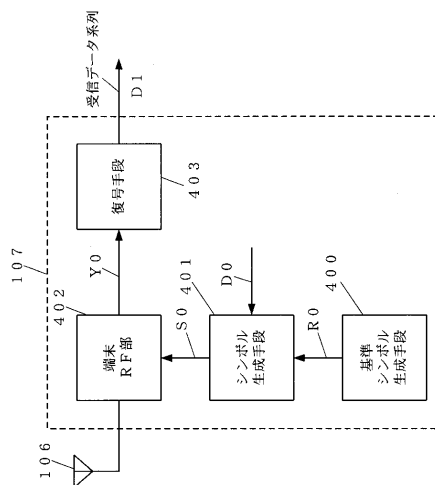 107
106
402
端末
RF部
Y0
復号手段
403
受信データ系列
D1
S0
401
シンボル
生成手段
D0
R0
400
基準
シンボル
生成手段